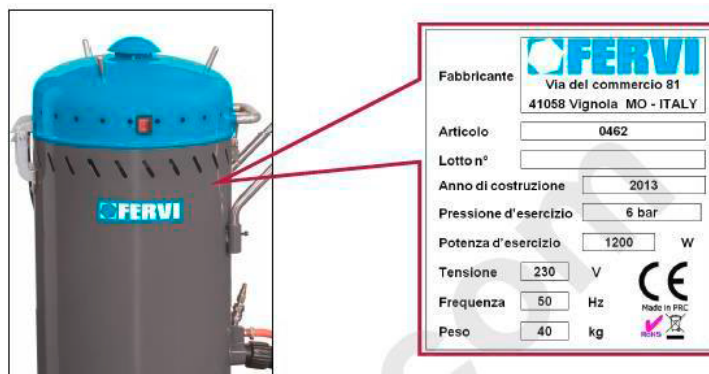 FERVI
FERVI
Fabbricante
Via del commercio 81
41058 Vignola MO - ITALY
Articolo 0462
Lotto n°
Anno di costruzione 2013
Pressione d'esercizio 6 bar
Potenza d'esercizio 1200 W
Tensione 230 V
Frequenza 50 Hz
Peso 40 kg
CE
Made in PRC
RoHS